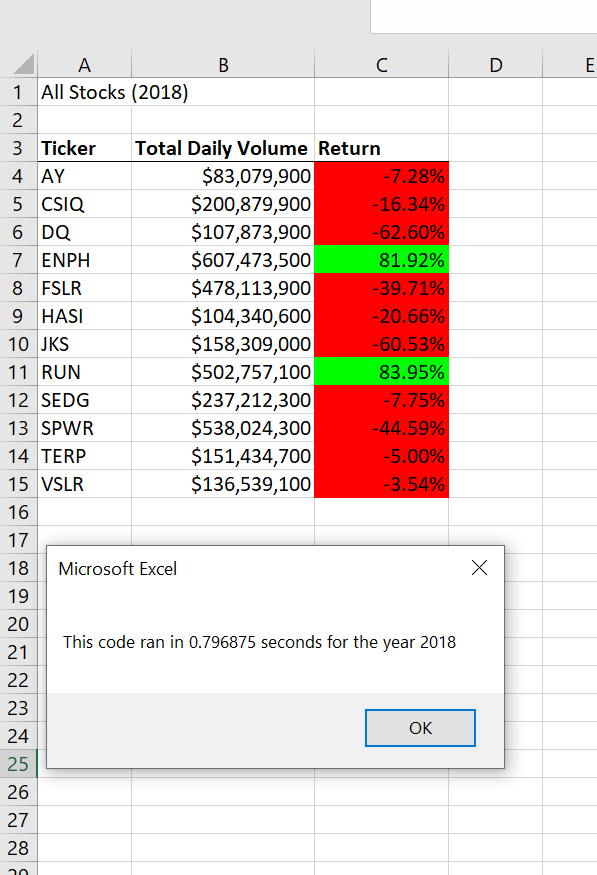 A B C D E
1 All Stocks (2018)
2
3 Ticker Total Daily Volume Return
4 AY $83,079,900 -7.28%
5 CSIQ $200,879,900 -16.34%
6 DQ $107,873,900 -62.60%
7 ENPH $607,473,500 81.92%
8 FSLR $478,113,900 -39.71%
9 HASI $104,340,600 -20.66%
10 JKS $158,309,000 -60.53%
11 RUN $502,757,100 83.95%
12 SEDG $237,212,300 -7.75%
13 SPWR $538,024,300 -44.59%
14 TERP $151,434,700 -5.00%
15 VSLR $136,539,100 -3.54%
16
17
18
19
20
21
22
23
24
25
26
27
28
29
Microsoft Excel
This code ran in 0.796875 seconds for the year 2018
OK